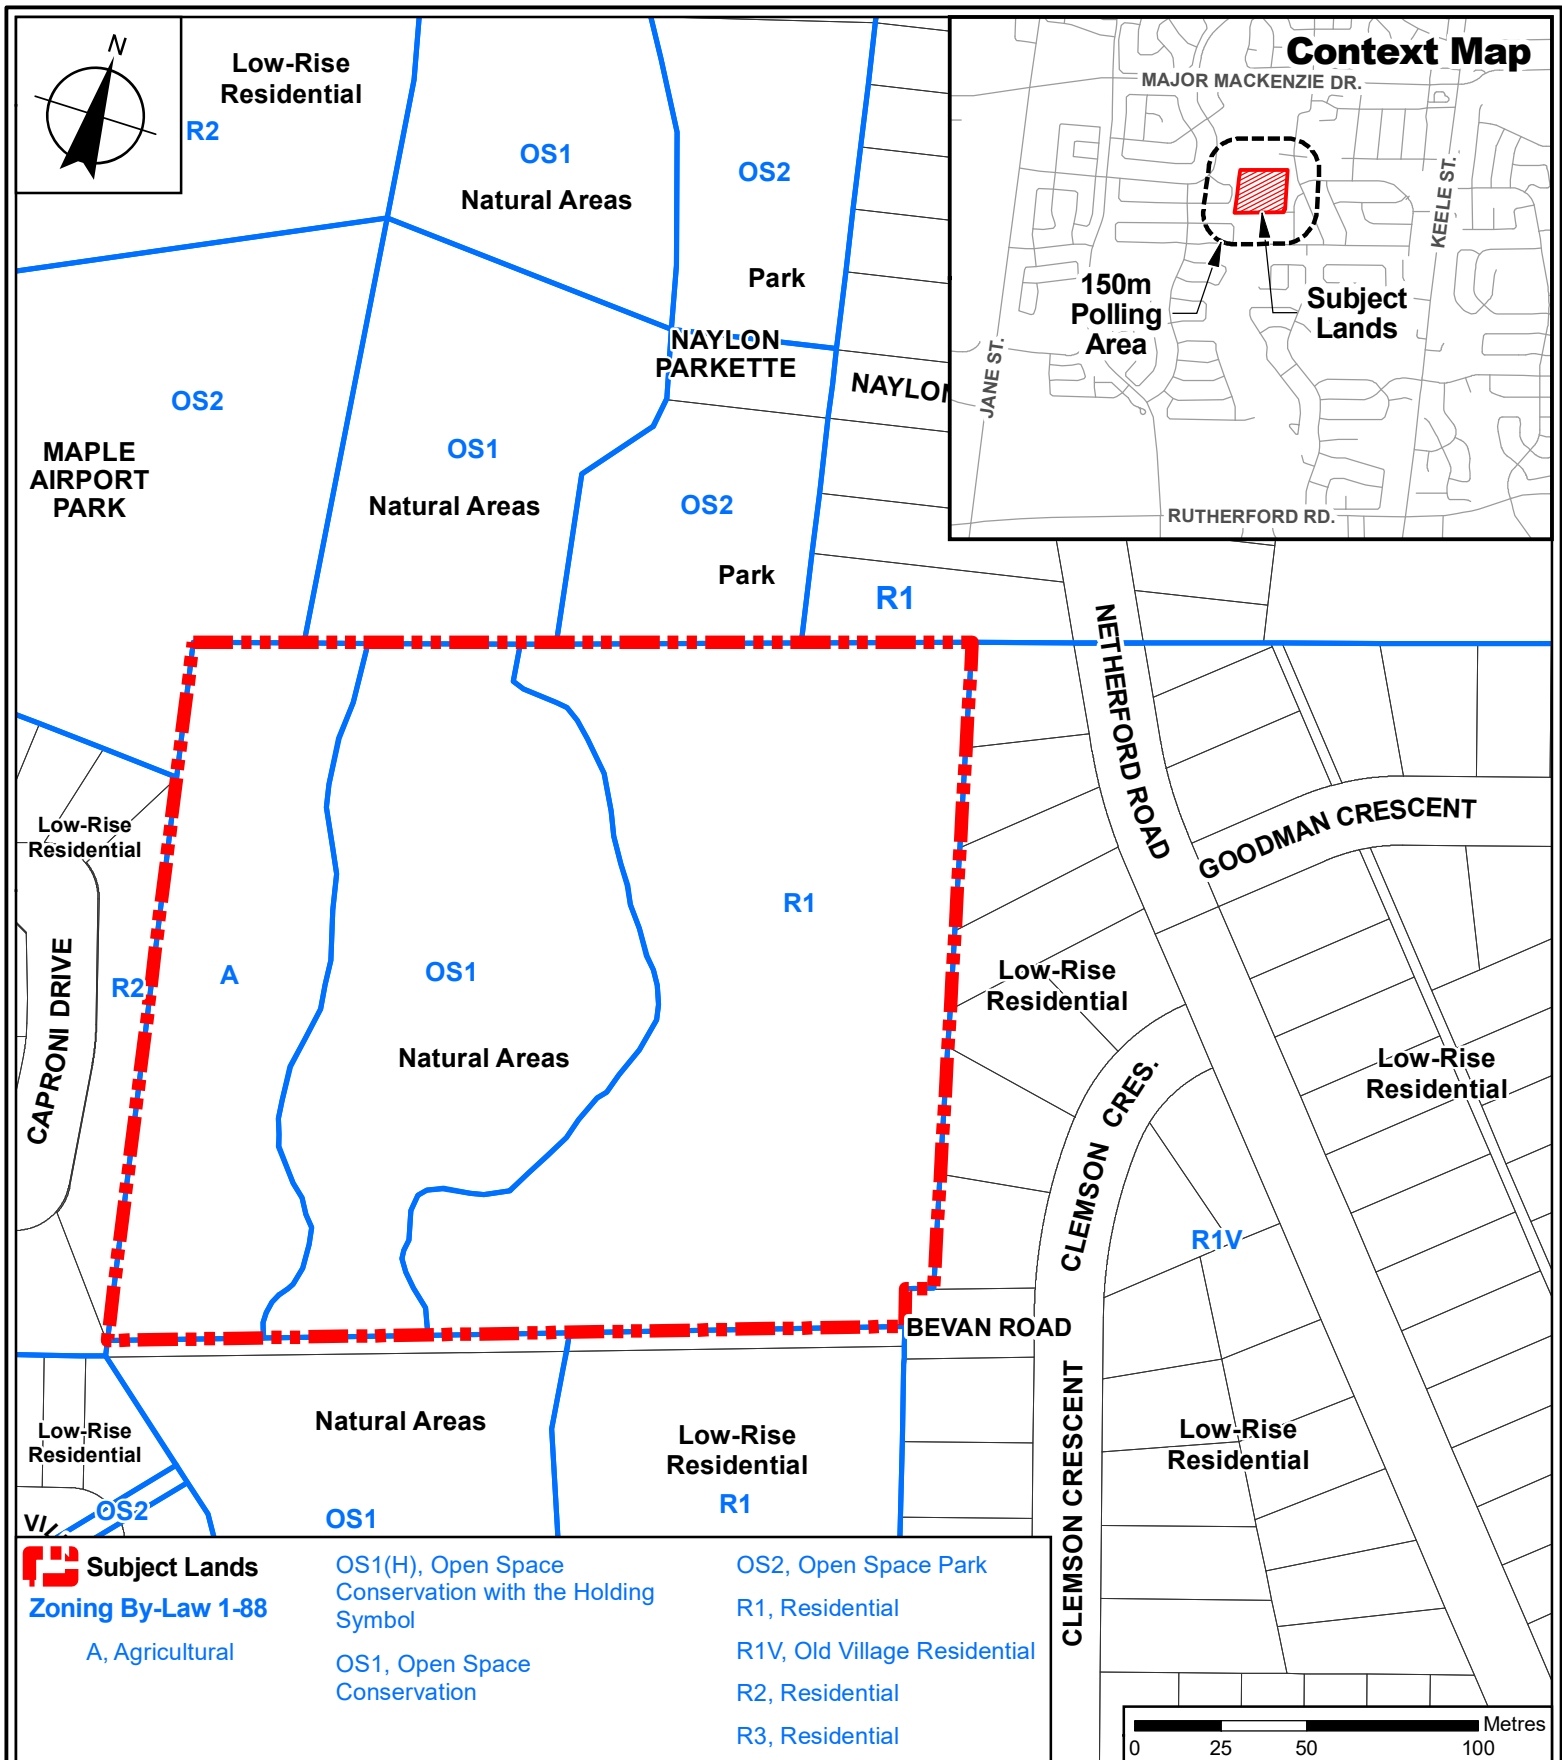 N
Low-Rise
Residential
R2
OS1
Natural Areas
OS2
Park
Context Map
MAJOR MACKENZIE DR.
KEELE ST.
JANE ST.
150m
Polling
Area
Subject
Lands
RUTHERFORD RD.
NAYLON
PARKETTE
OS2
MAPLE
AIRPORT
PARK
OS1
Natural Areas
OS2
Park
R1
NETHERFORD ROAD
GOODMAN CRESCENT
Low-Rise
Residential
CAPRONI DRIVE
R2
A
OS1
Natural Areas
R1
Low-Rise
Residential
Low-Rise
Residential
CLEMSON CRES.
R1V
BEVAN ROAD
CLEMSON CRESCENT
Low-Rise
Residential
Low-Rise
Residential
OS2
Natural Areas
OS1
Low-Rise
Residential
R1
Subject Lands
Zoning By-Law 1-88
A, Agricultural
OS1(H), Open Space
Conservation with the Holding
Symbol
OS1, Open Space
Conservation
OS2, Open Space Park
R1, Residential
R1V, Old Village Residential
R2, Residential
R3, Residential
Metres
0 25 50 100